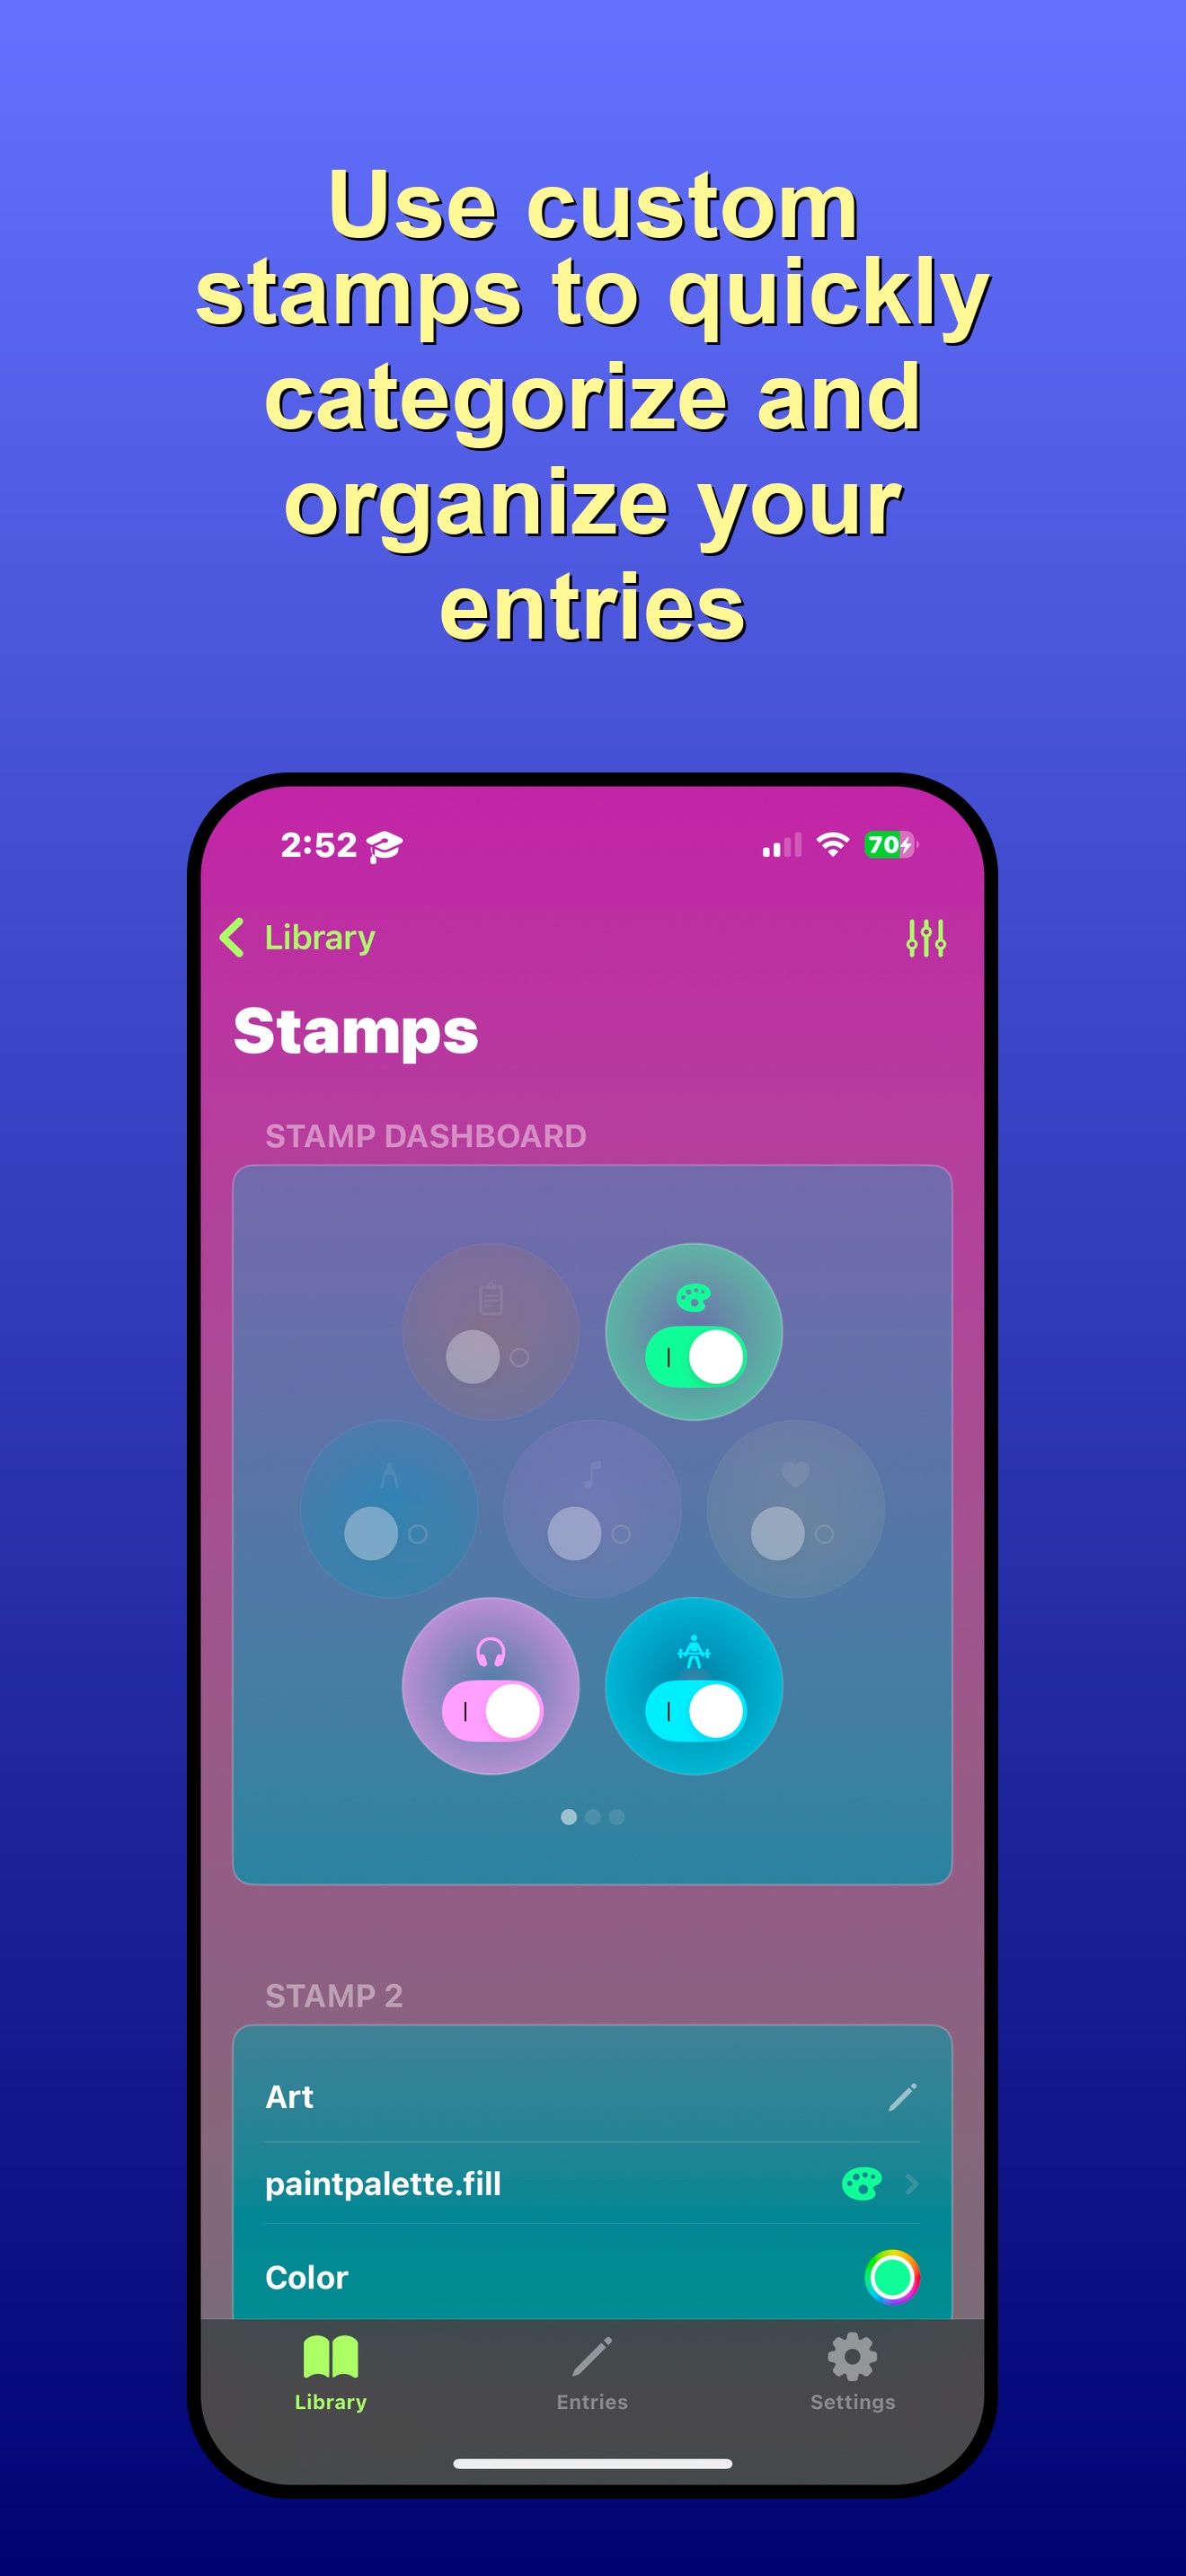 Use custom
stamps to quickly
categorize and
organize your
entries
2:52
70
Library
Stamps
STAMP DASHBOARD
STAMP 2
Art
paintpalette.fill
Color
Library
Entries
Settings